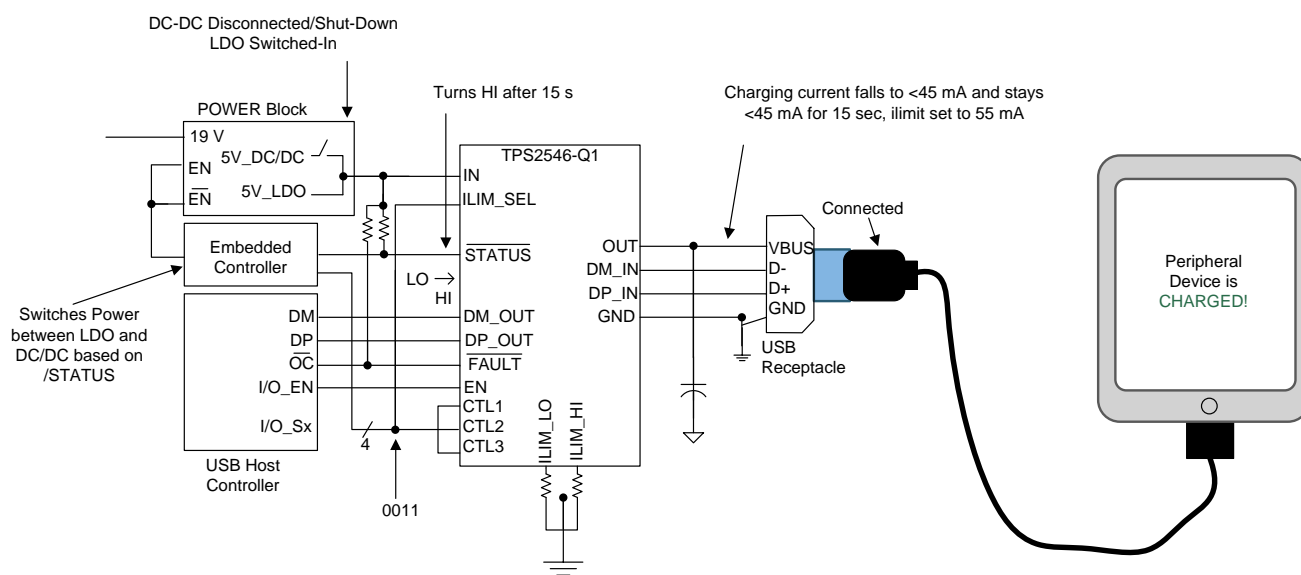 DC-DC Disconnected/Shut-Down
LDO Switched-In
Turns HI after 15 s
Charging current falls to <45 mA and stays
<45 mA for 15 sec, ilimit set to 55 mA
POWER Block
19 V
EN
EN
5V_DC/DC
5V_LDO
Embedded
Controller
Switches Power
between LDO and
DC/DC based on
/STATUS
DM
DP
OC
I/O_EN
I/O_Sx
USB Host
Controller
4
0011
LO
HI
TPS2546-Q1
IN
ILIM_SEL
STATUS
DM_OUT
DP_OUT
FAULT
EN
CTL1
CTL2
CTL3
ILIM_LO
ILIM_HI
OUT
DM_IN
DP_IN
GND
VBUS
D-
D+
GND
USB
Receptacle
Connected
Peripheral
Device is
CHARGED!